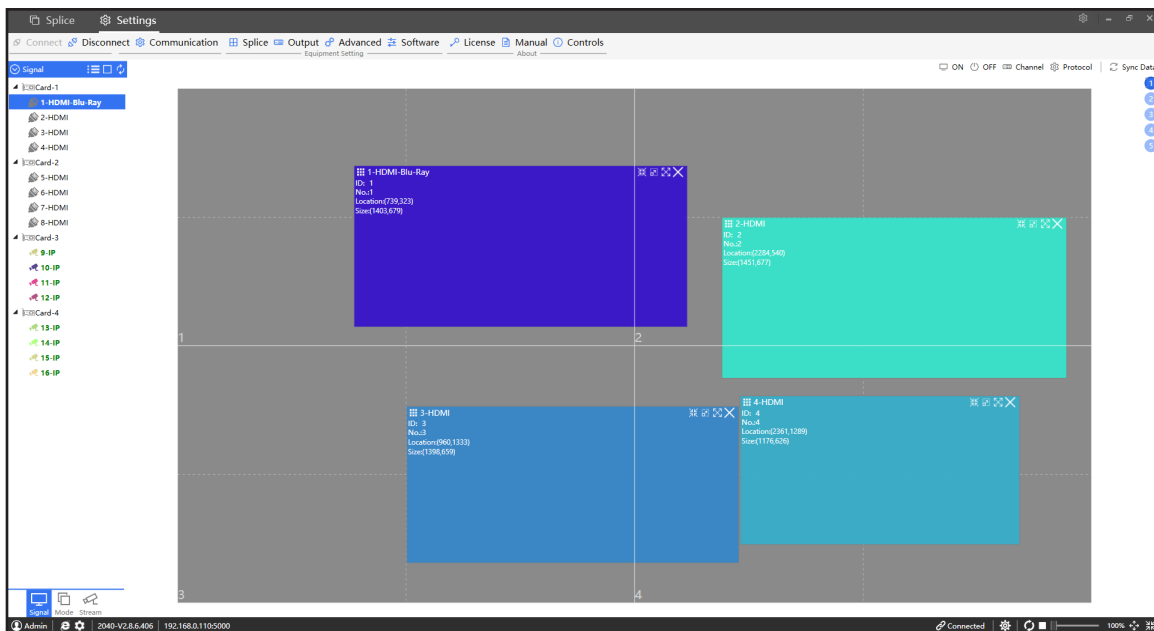 Splice Settings
Connect Disconnect Communication Splice Output Advanced Software License Manual Controls
Equipment Setting About
Signal ON OFF Channel Protocol Sync Data
Card-1
1-HDMI-Blu-Ray
2-HDMI
3-HDMI
4-HDMI
Card-2
5-HDMI
6-HDMI
7-HDMI
8-HDMI
Card-3
9-IP
10-IP
11-IP
12-IP
Card-4
13-IP
14-IP
15-IP
16-IP
1
2
3
4
5
1-HDMI-Blu-Ray
ID: 1
No.:1
Location:(739,323)
Size:(1403,679)
2-HDMI
ID: 2
No.:2
Location:(2284,540)
Size:(1451,677)
1
2
3-HDMI
ID: 3
No.:3
Location:(960,1333)
Size:(1398,659)
4-HDMI
ID: 4
No.:4
Location:(2361,1289)
Size:(1176,626)
3
4
Signal Mode Stream
Admin 2040-V2.8.6.406 192.168.0.110:5000 Connected 100%